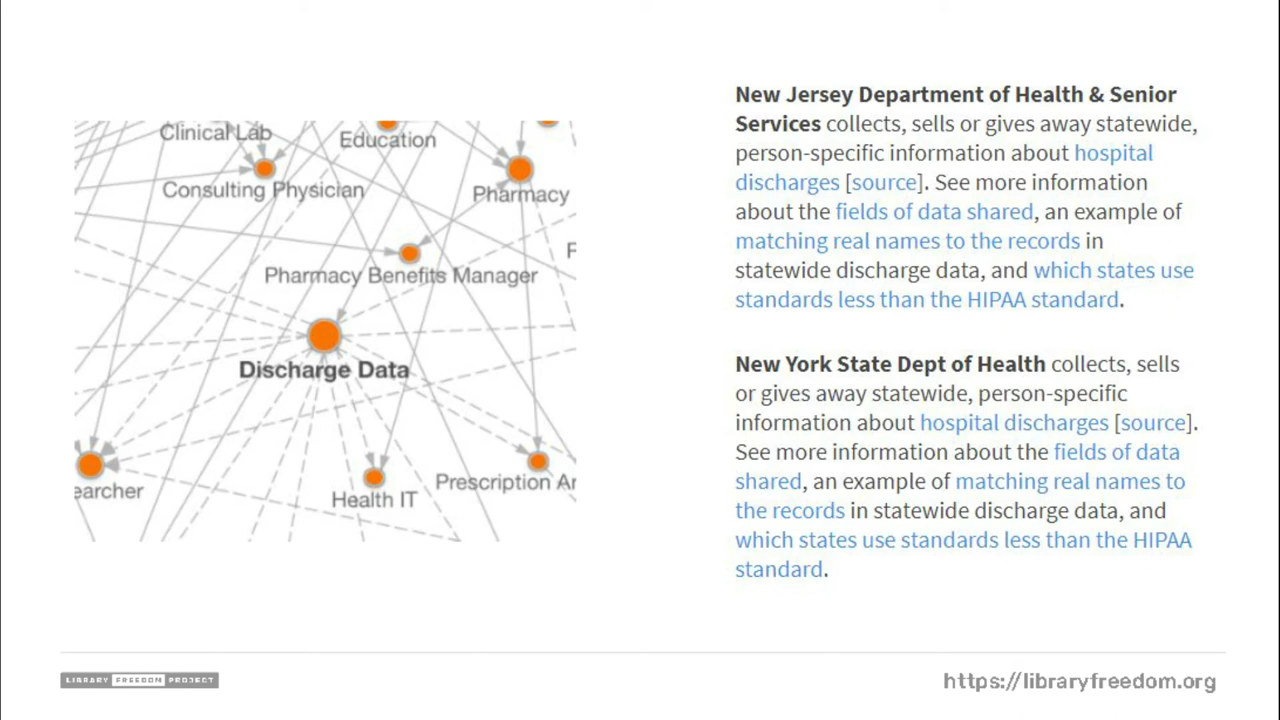 Clinical Lab
Education
Consulting Physician
Pharmacy
Pharmacy Benefits Manager
Discharge Data
earcher
Health IT
Prescription Ar
New Jersey Department of Health & Senior
Services collects, sells or gives away statewide,
person-specific information about hospital
discharges [source]. See more information
about the fields of data shared, an example of
matching real names to the records in
statewide discharge data, and which states use
standards less than the HIPAA standard.
New York State Dept of Health collects, sells
or gives away statewide, person-specific
information about hospital discharges [source].
See more information about the fields of data
shared, an example of matching real names to
the records in statewide discharge data, and
which states use standards less than the HIPAA
standard.
LIBRARY FREEDOM PROJECT
https://libraryfreedom.org